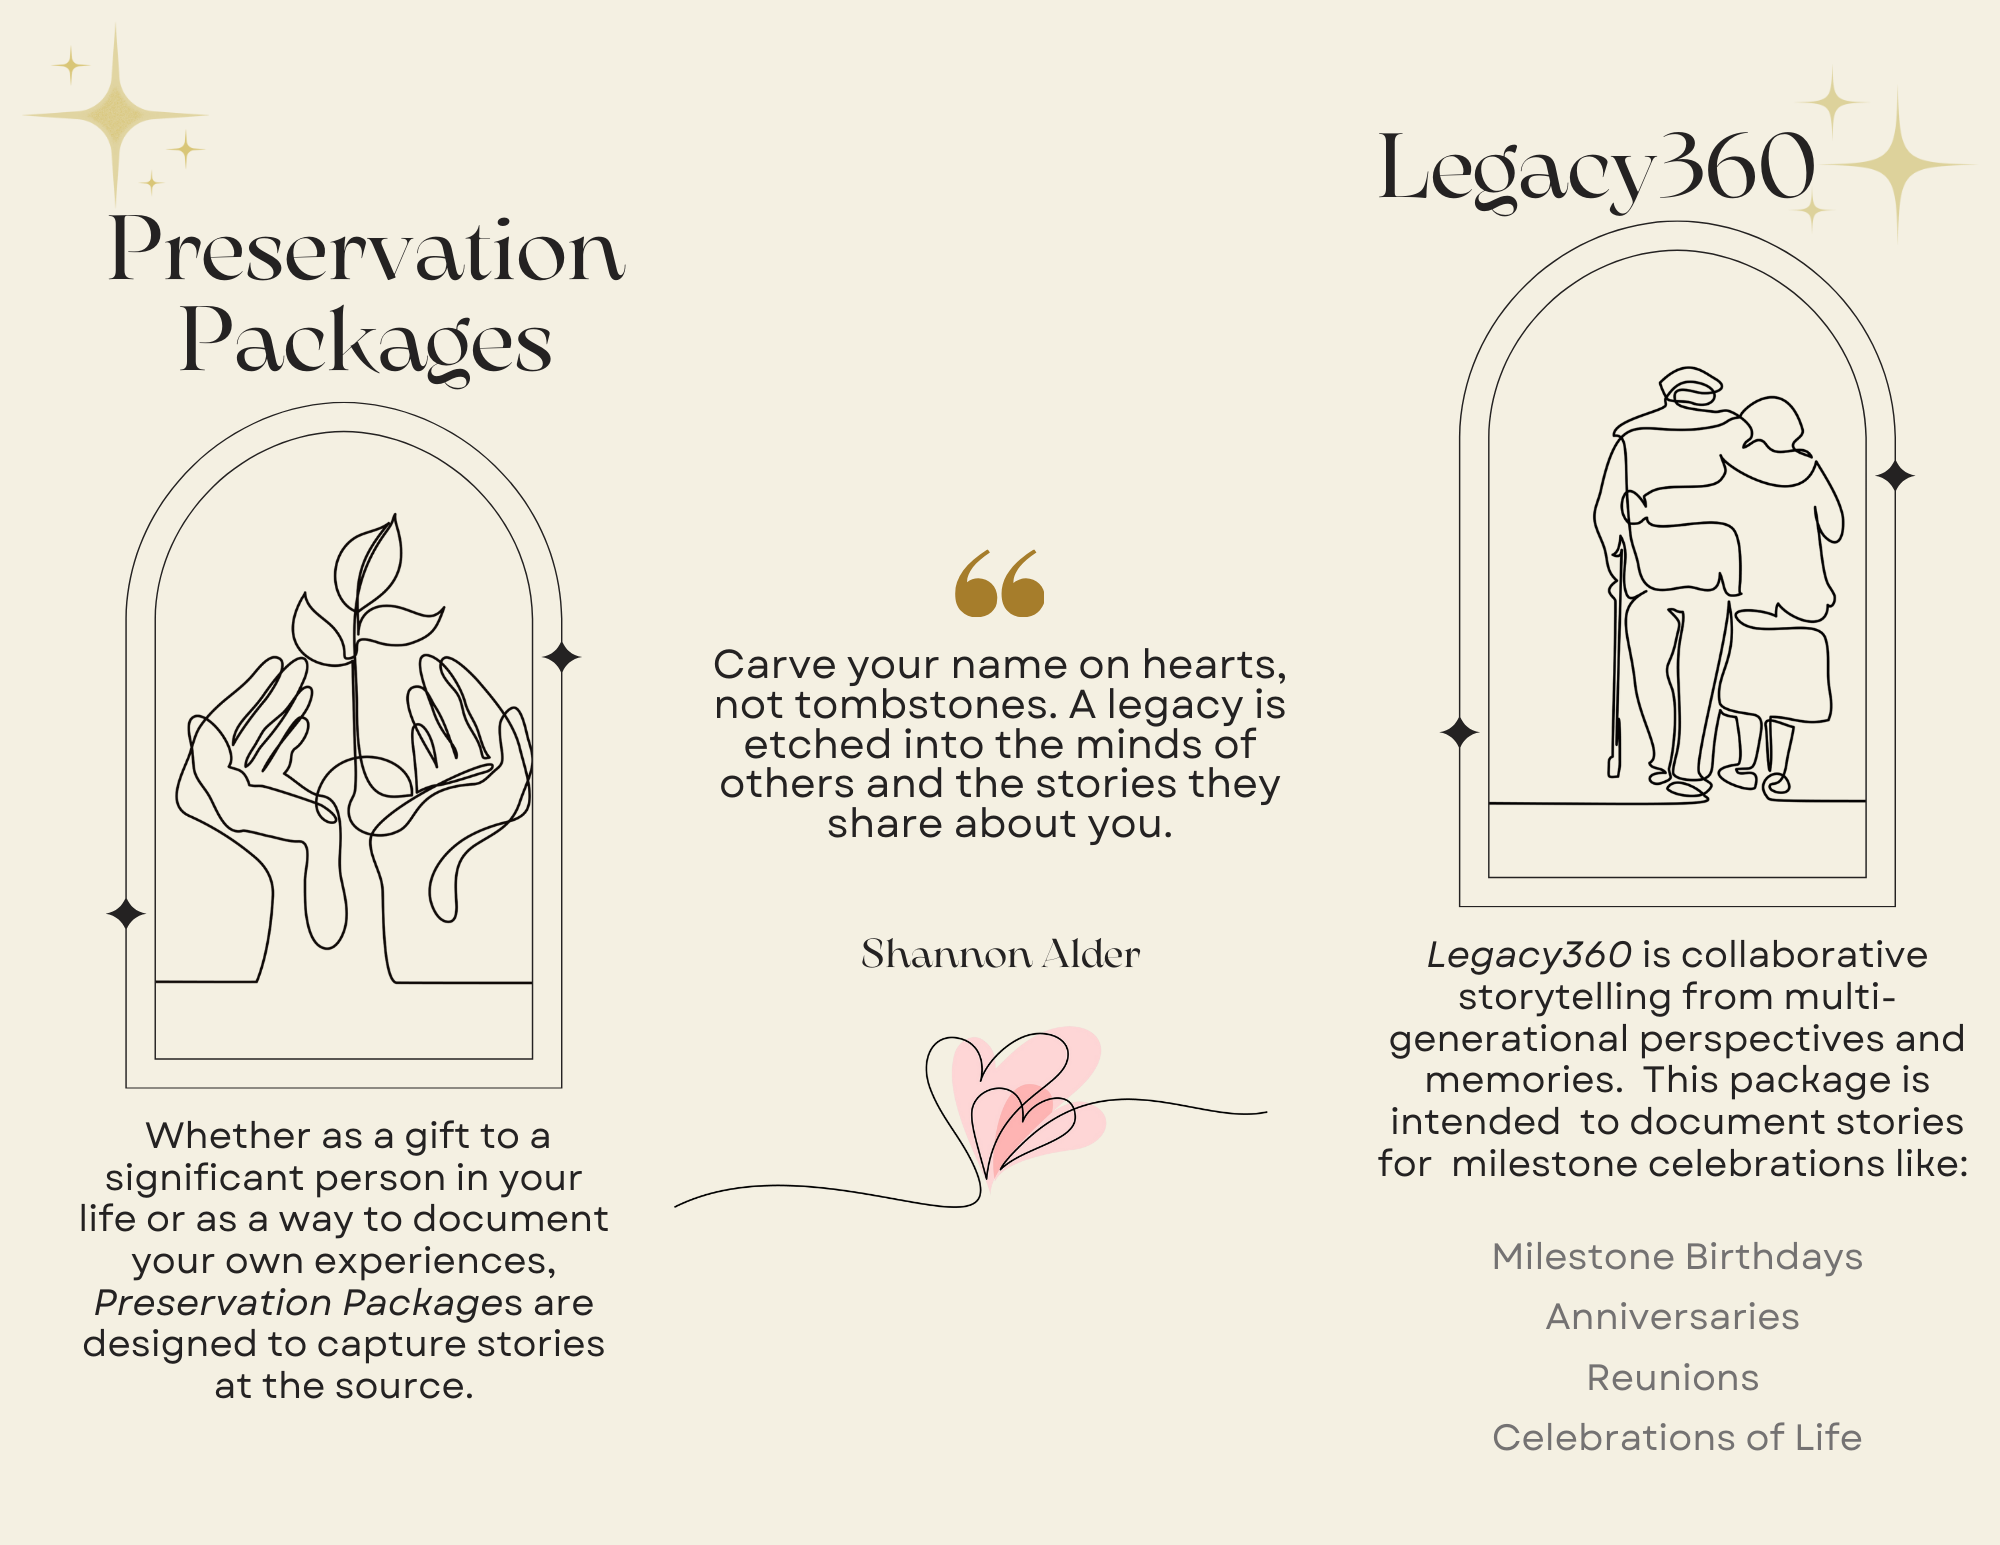 Preservation
Packages
Whether as a gift to a
significant person in your
life or as a way to document
your own experiences,
Preservation Packages are
designed to capture stories
at the source.
“
Carve your name on hearts,
not tombstones. A legacy is
etched into the minds of
others and the stories they
share about you.
Shannon Alder
Legacy360
Legacy360 is collaborative
storytelling from multi-
generational perspectives and
memories.  This package is
intended  to document stories
for  milestone celebrations like:
Milestone Birthdays
Anniversaries
Reunions
Celebrations of Life